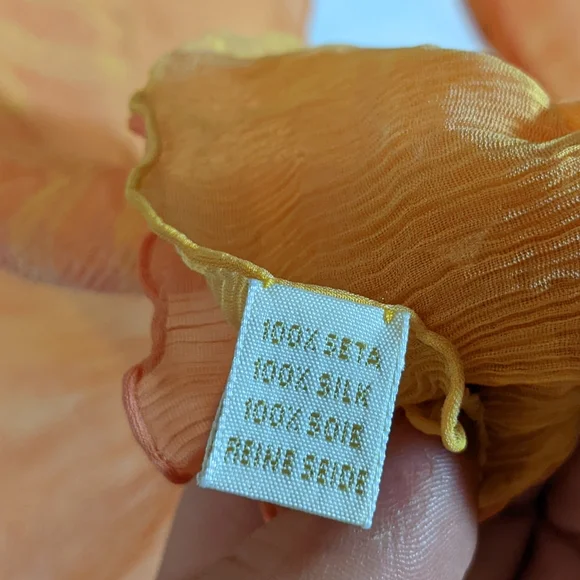 100% SETA
100% SILK
100% SOIE
REINE SEIDE